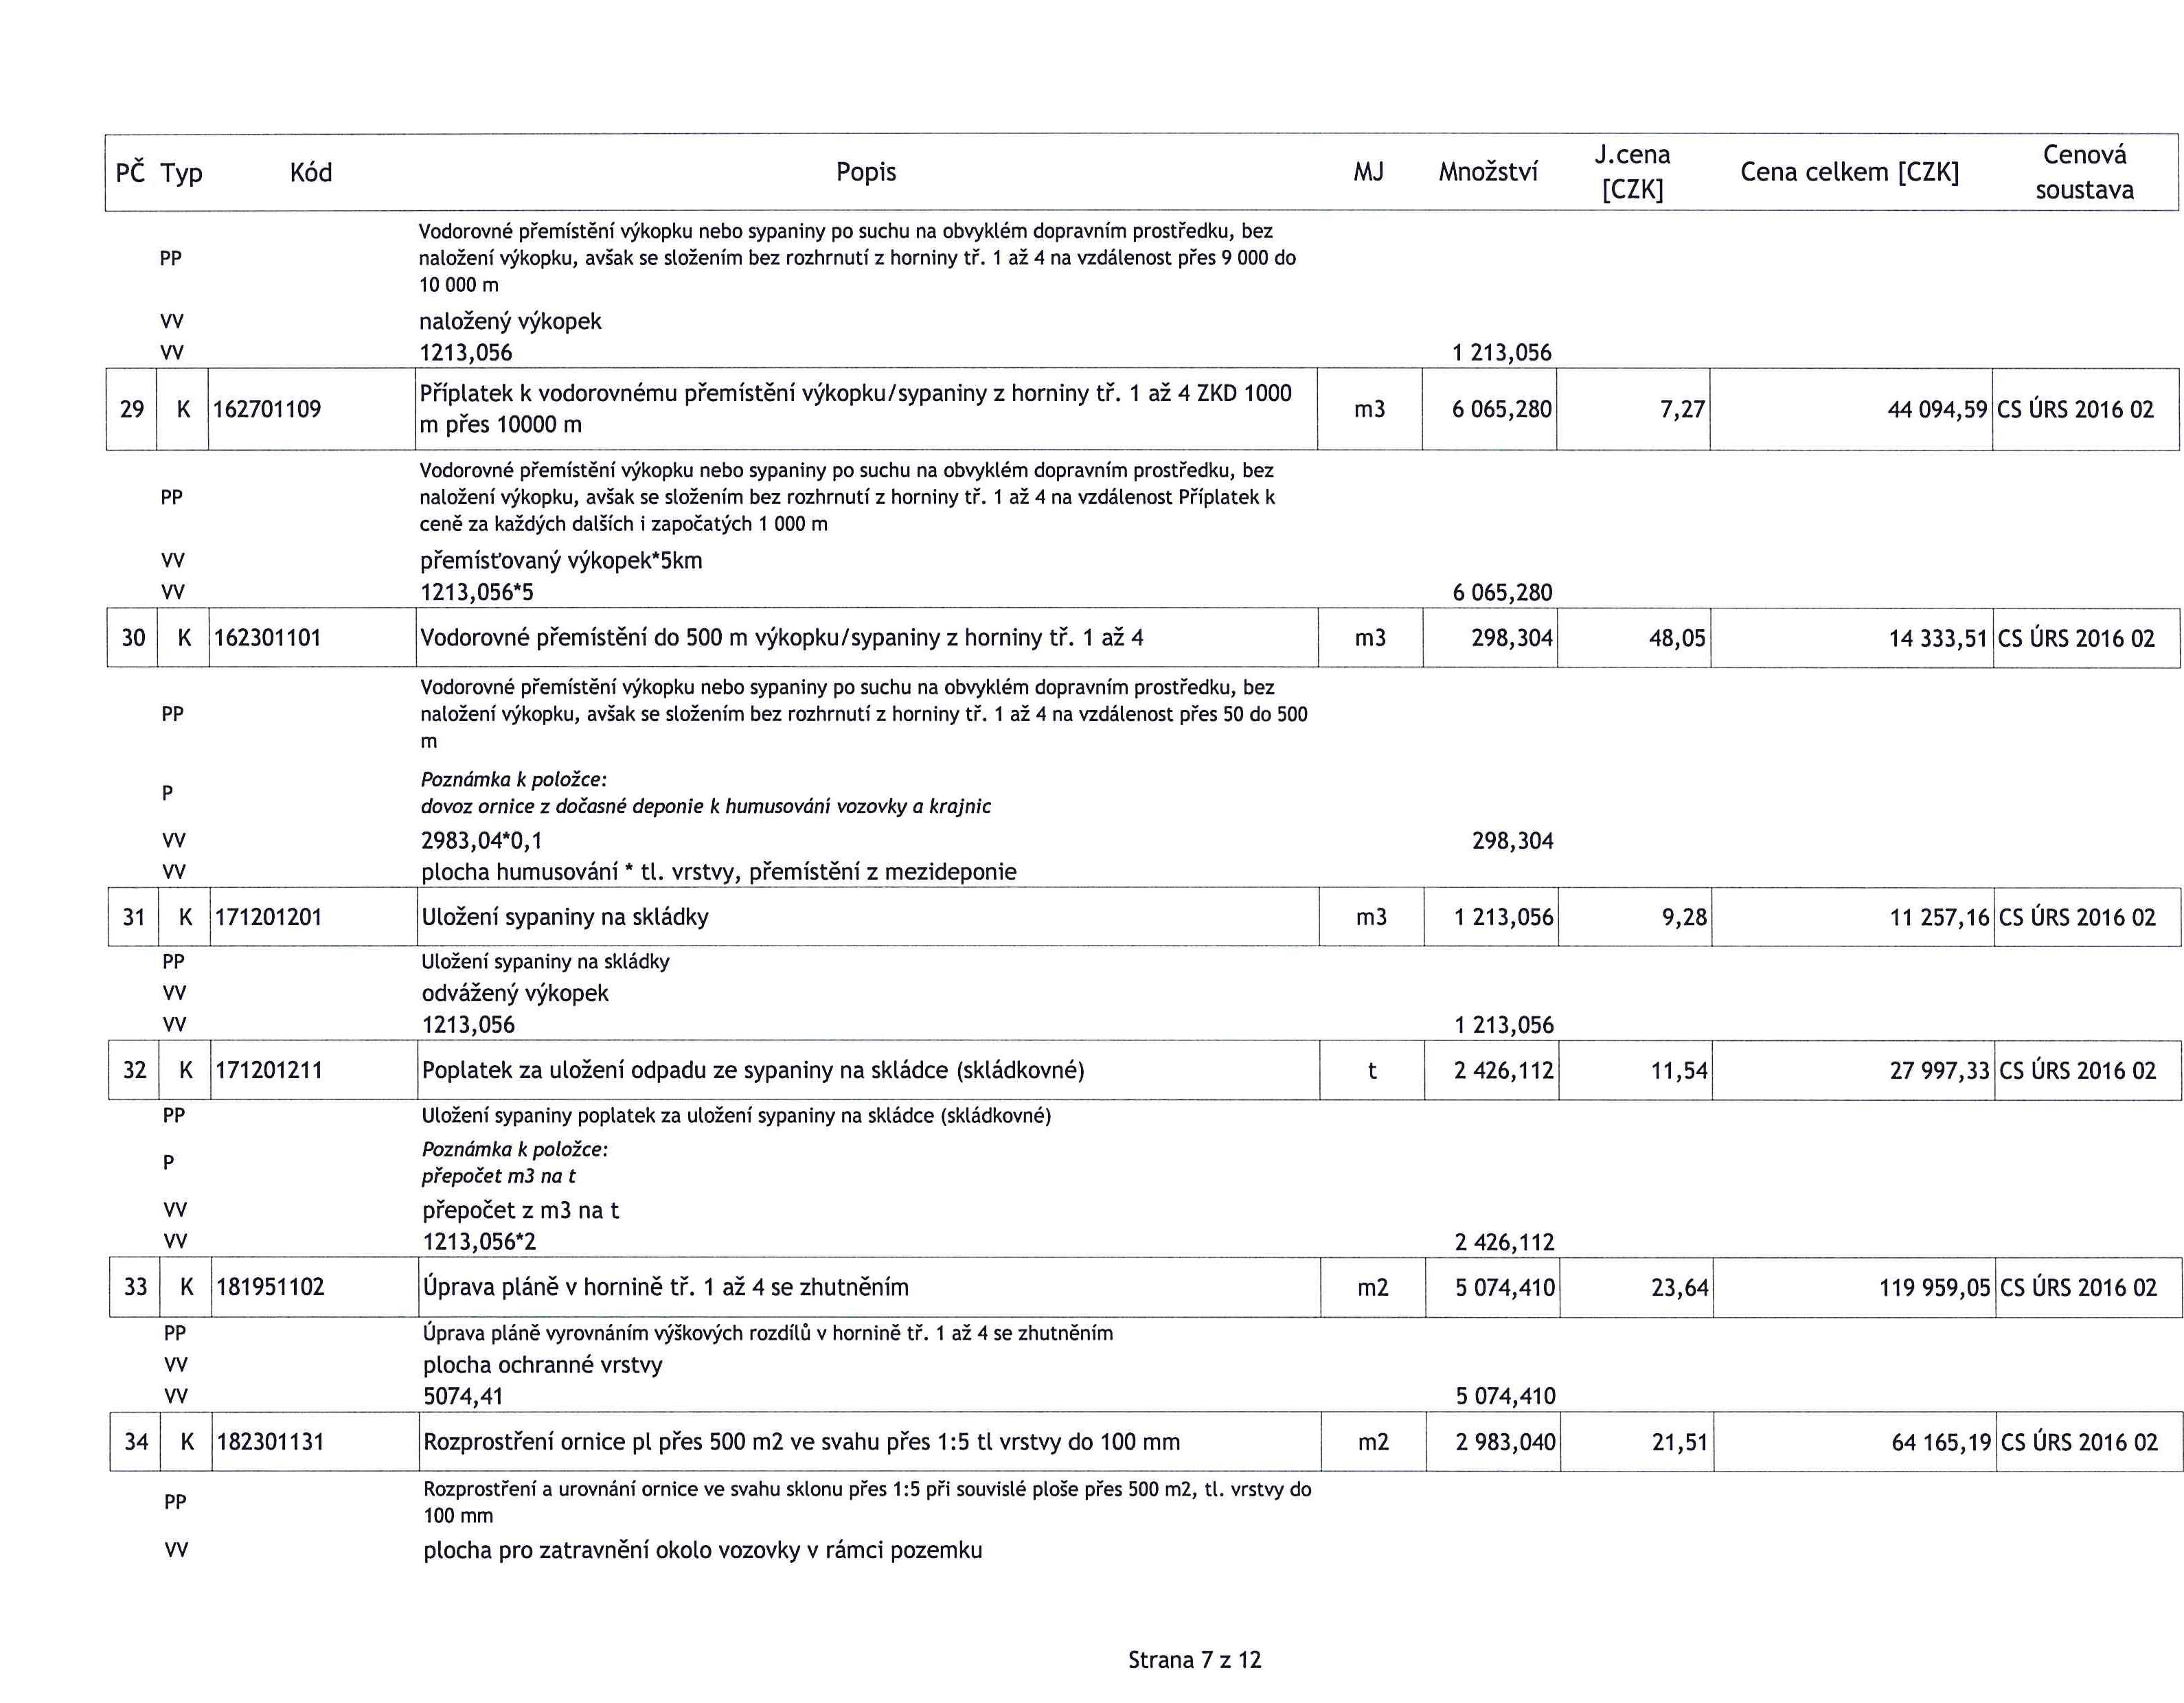 PČ Typ Kód Popis MJ Množství J.cena [CZK] Cena celkem [CZK] Cenová soustava
Vodorovné přemístění výkopku nebo sypaniny po suchu na obvyklém dopravním prostředku, bez
PP naložení výkopku, avšak se složením bez rozhrnutí z horniny tř. 1 až 4 na vzdálenost přes 9 000 do
10 000 m
VV naložený výkopek
VV 1213,056 1 213,056
29 K 162701109 Příplatek k vodorovnému přemístění výkopku/sypaniny z horniny tř. 1 až 4 ZKD 1000 m3 6 065,280 7,27 44 094,59 CS ÚRS 2016 02
m přes 10000 m
Vodorovné přemístění výkopku nebo sypaniny po suchu na obvyklém dopravním prostředku, bez
PP naložení výkopku, avšak se složením bez rozhrnutí z horniny tř. 1 až 4 na vzdálenost Příplatek k
ceně za každých dalších i započatých 1 000 m
VV přemísťovaný výkopek*5km
VV 1213,056*5 6 065,280
30 K 162301101 Vodorovné přemístění do 500 m výkopku/sypaniny z horniny tř. 1 až 4 m3 298,304 48,05 14 333,51 CS ÚRS 2016 02
Vodorovné přemístění výkopku nebo sypaniny po suchu na obvyklém dopravním prostředku, bez
PP naložení výkopku, avšak se složením bez rozhrnutí z horniny tř. 1 až 4 na vzdálenost přes 50 do 500
m
P Poznámka k položce:
dovoz ornice z dočasné deponie k humusování vozovky a krajnic
VV 2983,04*0,1 298,304
VV plocha humusování * tl. vrstvy, přemístění z mezideponie
31 K 171201201 Uložení sypaniny na skládky m3 1 213,056 9,28 11 257,16 CS ÚRS 2016 02
PP Uložení sypaniny na skládky
VV odvážený výkopek
VV 1213,056 1 213,056
32 K 171201211 Poplatek za uložení odpadu ze sypaniny na skládce (skládkovné) t 2 426,112 11,54 27 997,33 CS ÚRS 2016 02
PP Uložení sypaniny poplatek za uložení sypaniny na skládce (skládkovné)
P Poznámka k položce:
přepočet m3 na t
VV přepočet z m3 na t
VV 1213,056*2 2 426,112
33 K 181951102 Úprava pláně v hornině tř. 1 až 4 se zhutněním m2 5 074,410 23,64 119 959,05 CS ÚRS 2016 02
PP Úprava pláně vyrovnáním výškových rozdílů v hornině tř. 1 až 4 se zhutněním
VV plocha ochranné vrstvy
VV 5074,41 5 074,410
34 K 182301131 Rozprostření ornice pl přes 500 m2 ve svahu přes 1:5 tl vrstvy do 100 mm m2 2 983,040 21,51 64 165,19 CS ÚRS 2016 02
PP Rozprostření a urovnání ornice ve svahu sklonu přes 1:5 při souvislé ploše přes 500 m2, tl. vrstvy do
100 mm
VV plocha pro zatravnění okolo vozovky v rámci pozemku
Strana 7 z 12